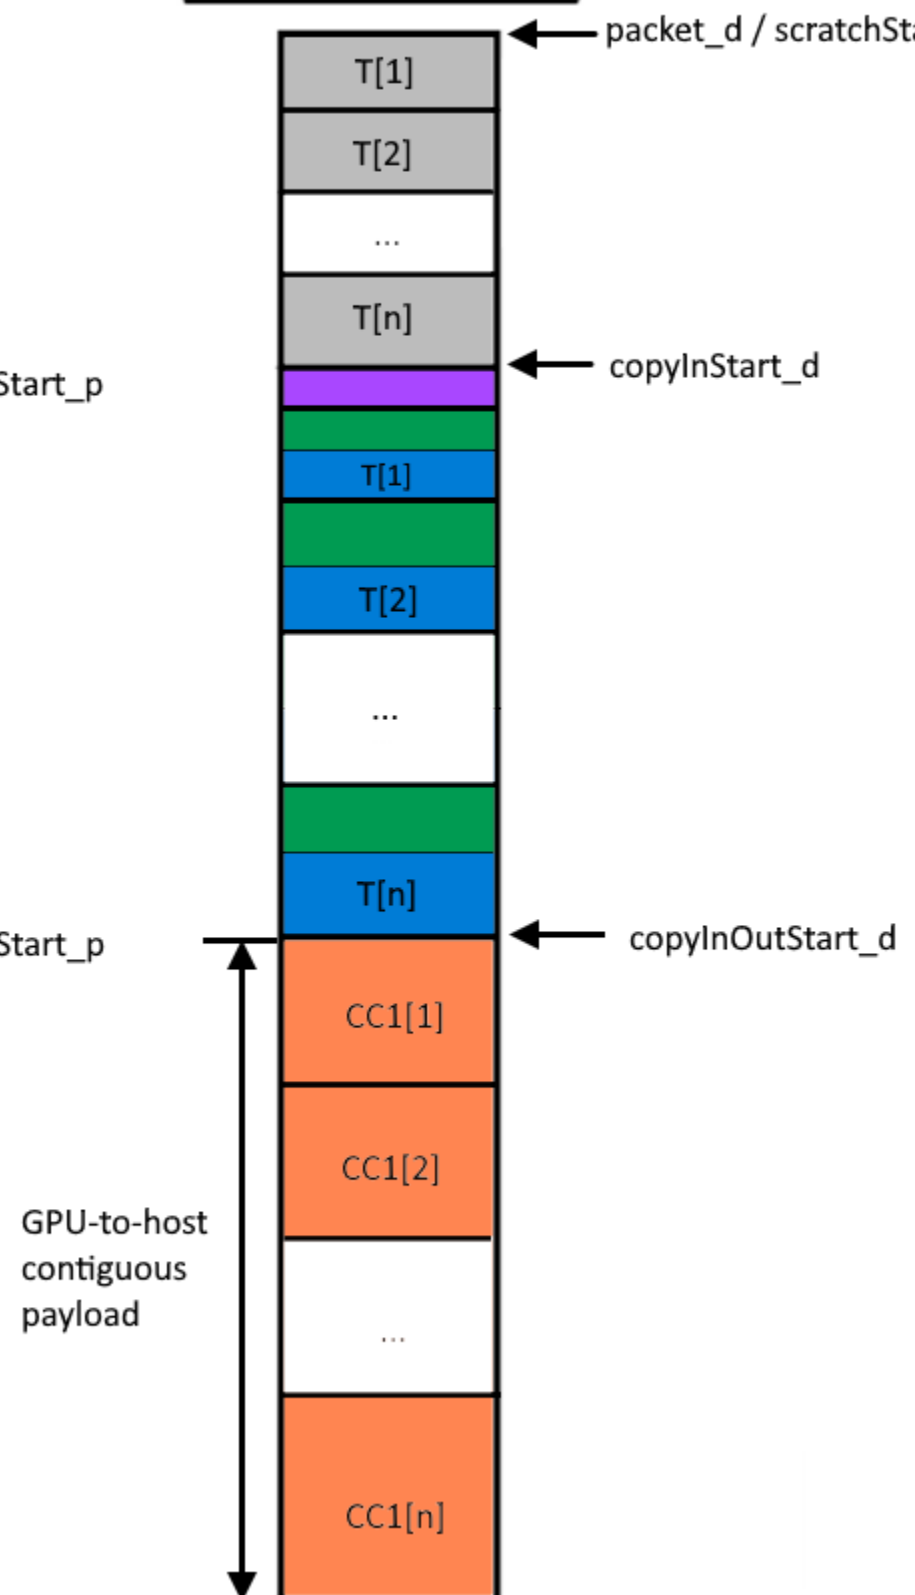 packet_d / scratchSta
T[1]
T[2]
...
T[n]
Start_p
copyInStart_d
T[1]
T[2]
...
T[n]
Start_p
copyInOutStart_d
CC1[1]
CC1[2]
GPU-to-host
contiguous
payload
...
CC1[n]